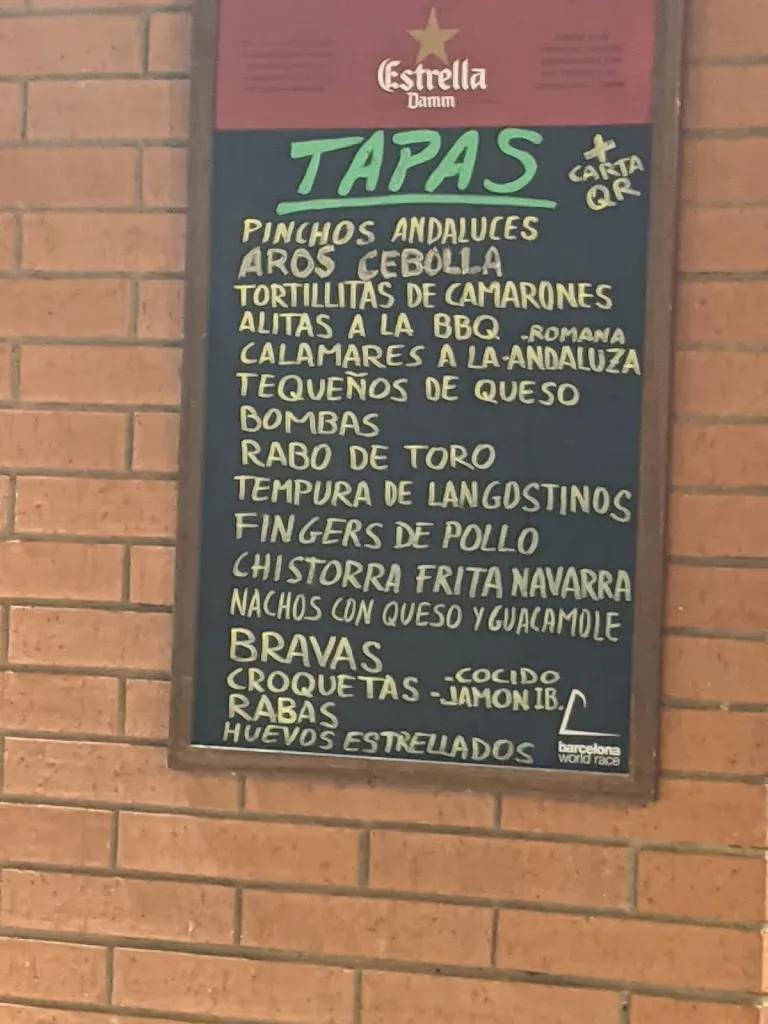 Estrella
Damm
TAPAS
+
CARTA
QR
PINCHOS ANDALUCES
AROS CEBOLLA
TORTILLITAS DE CAMARONES
ALITAS A LA BBQ
CALAMARES A LA -ROMANA
-ANDALUZA
TEQUEÑOS DE QUESO
BOMBAS
RABO DE TORO
TEMPURA DE LANGOSTINOS
FINGERS DE POLLO
CHISTORRA FRITA NAVARRA
NACHOS CON QUESO Y GUACAMOLE
BRAVAS
CROQUETAS -COCIDO
-JAMON IB.
RABAS
HUEVOS ESTRELLADOS
barcelona
world race